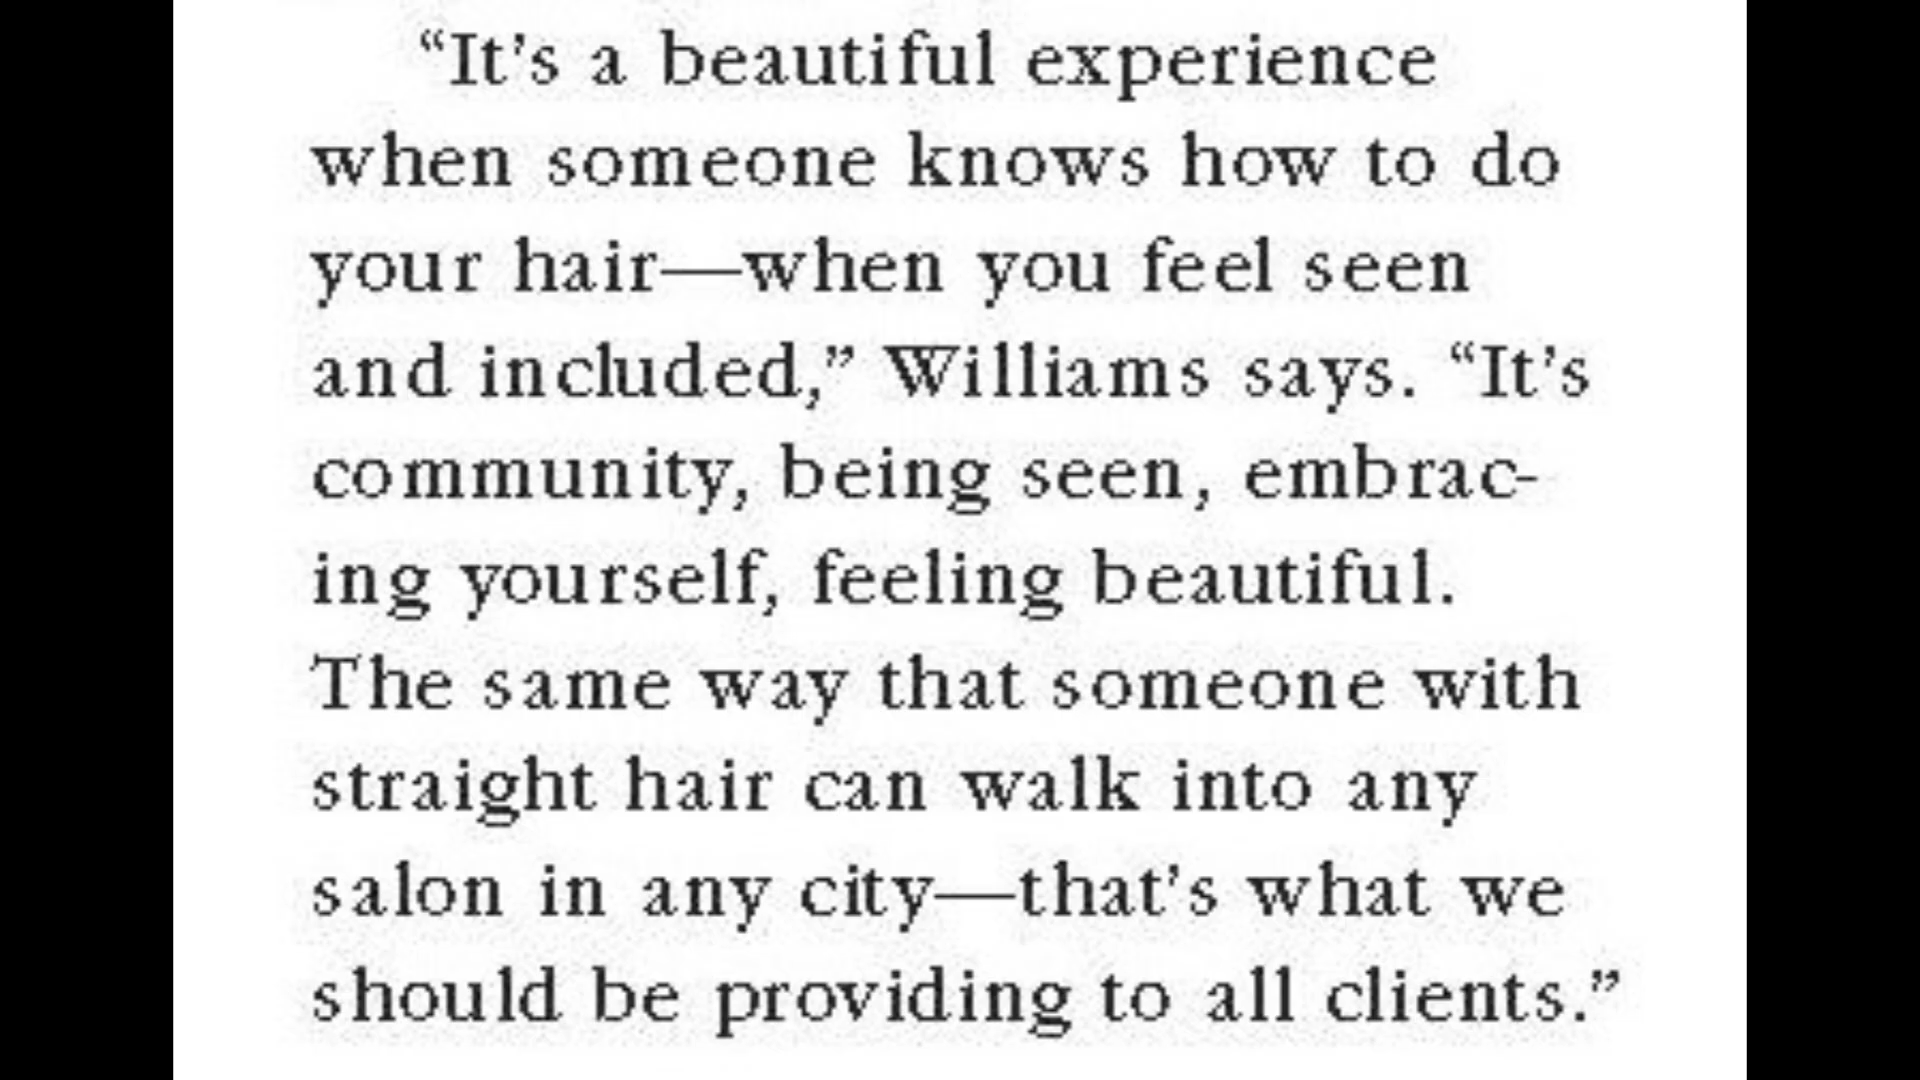 “It’s a beautiful experience
when someone knows how to do
your hair—when you feel seen
and included,” Williams says. “It’s
community, being seen, embrac-
ing yourself, feeling beautiful.
The same way that someone with
straight hair can walk into any
salon in any city—that’s what we
should be providing to all clients.”